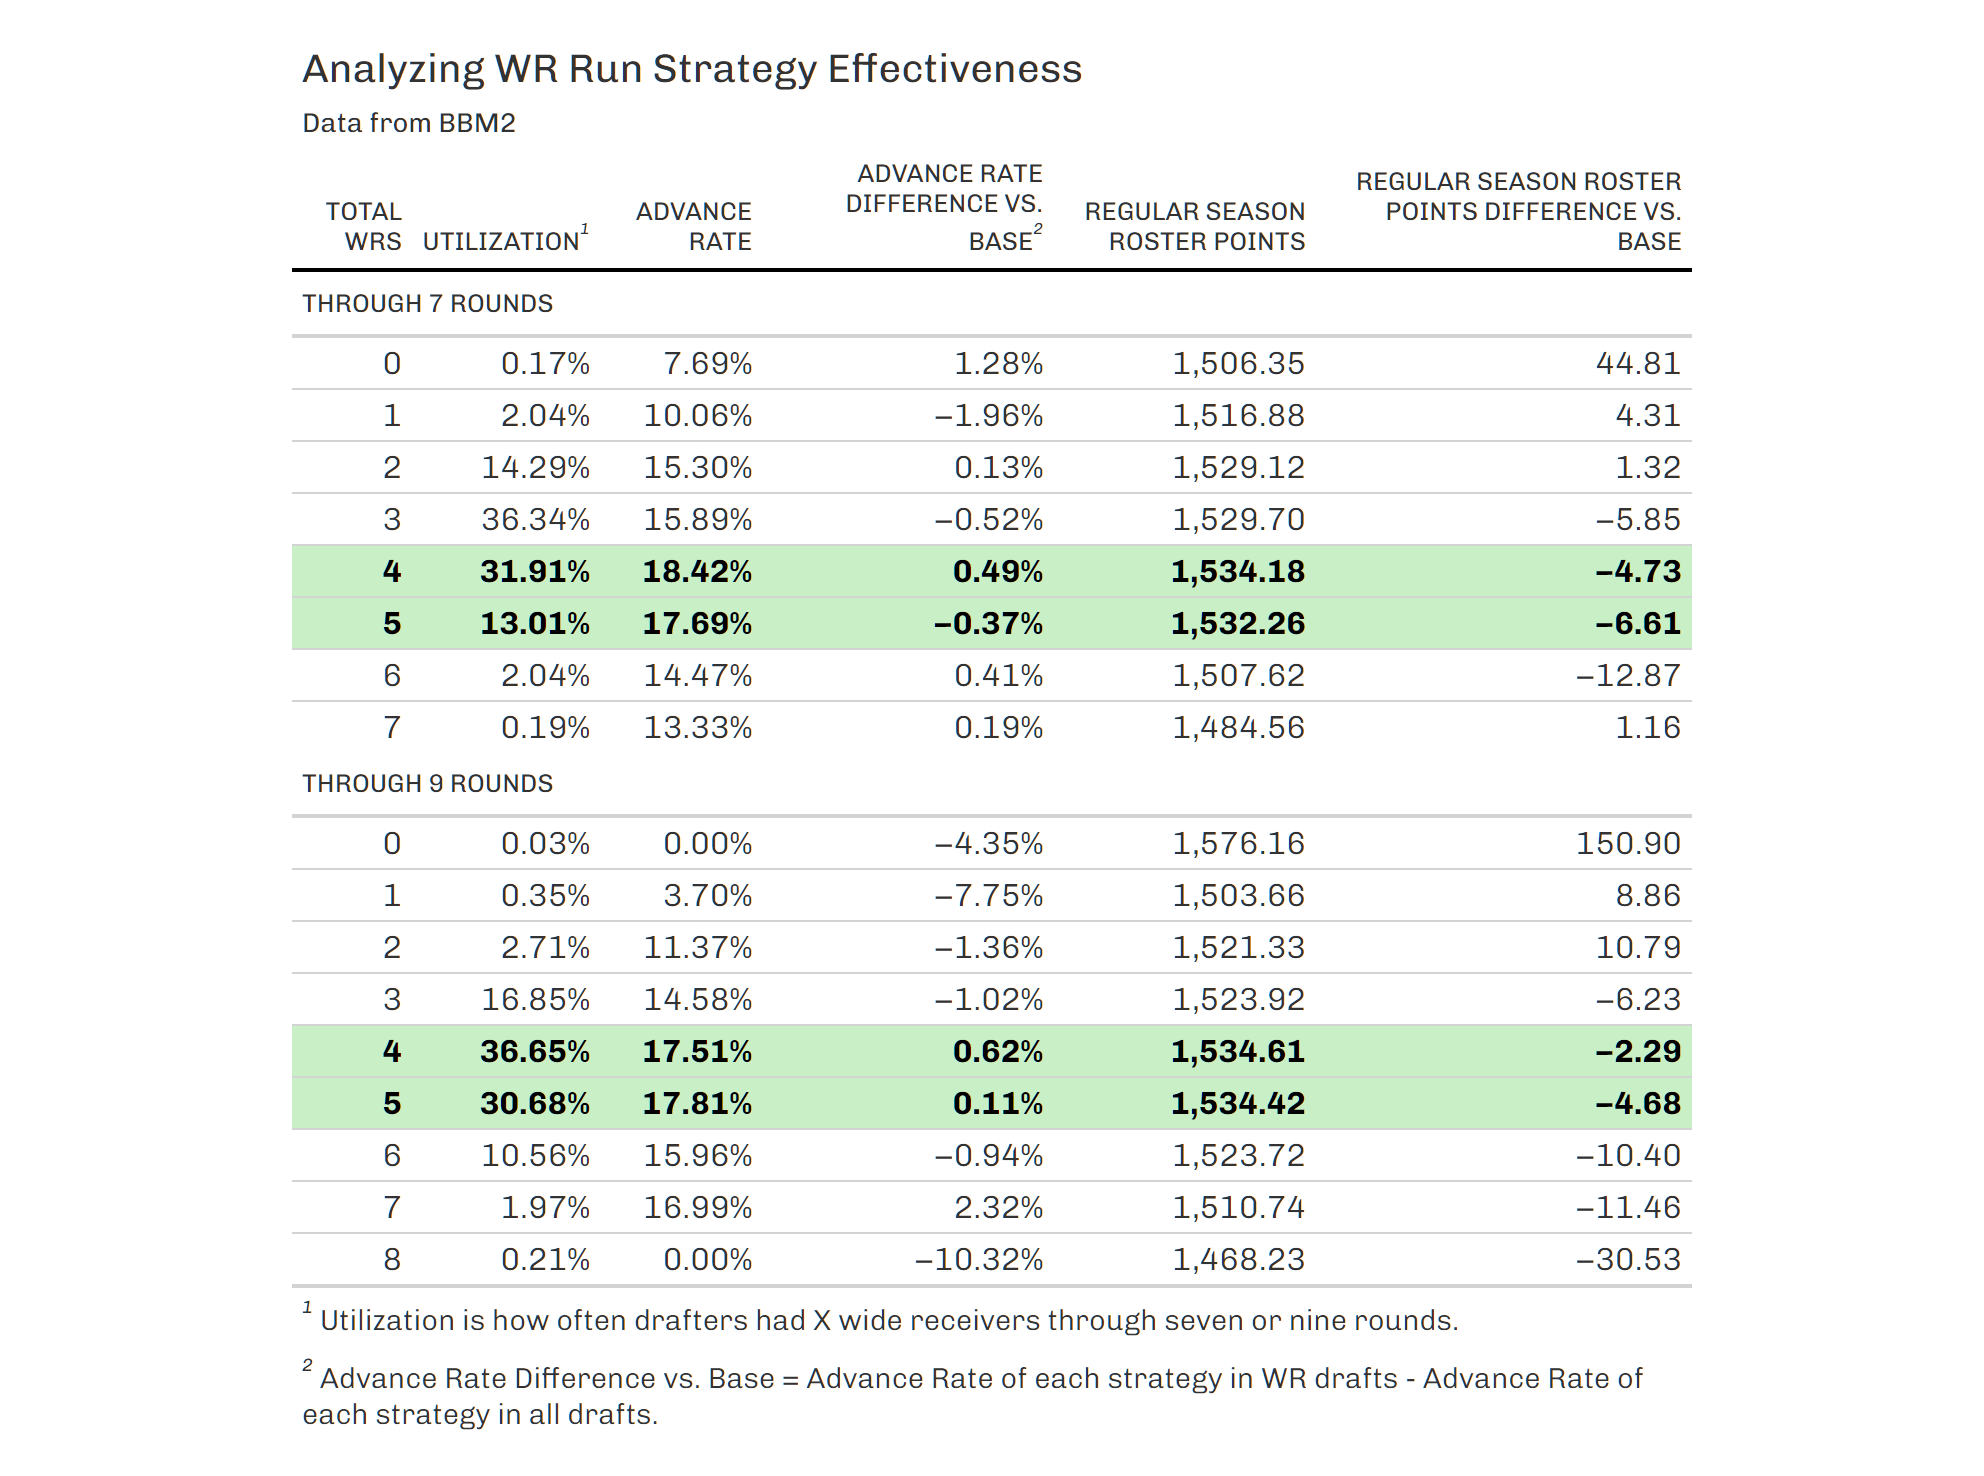 Analyzing WR Run Strategy Effectiveness
Data from BBM2
TOTAL WRS UTILIZATION1 ADVANCE RATE ADVANCE RATE DIFFERENCE VS. BASE2 REGULAR SEASON ROSTER POINTS REGULAR SEASON ROSTER POINTS DIFFERENCE VS. BASE
THROUGH 7 ROUNDS
0 0.17% 7.69% 1.28% 1,506.35 44.81
1 2.04% 10.06% −1.96% 1,516.88 4.31
2 14.29% 15.30% 0.13% 1,529.12 1.32
3 36.34% 15.89% −0.52% 1,529.70 −5.85
4 31.91% 18.42% 0.49% 1,534.18 −4.73
5 13.01% 17.69% −0.37% 1,532.26 −6.61
6 2.04% 14.47% 0.41% 1,507.62 −12.87
7 0.19% 13.33% 0.19% 1,484.56 1.16
THROUGH 9 ROUNDS
0 0.03% 0.00% −4.35% 1,576.16 150.90
1 0.35% 3.70% −7.75% 1,503.66 8.86
2 2.71% 11.37% −1.36% 1,521.33 10.79
3 16.85% 14.58% −1.02% 1,523.92 −6.23
4 36.65% 17.51% 0.62% 1,534.61 −2.29
5 30.68% 17.81% 0.11% 1,534.42 −4.68
6 10.56% 15.96% −0.94% 1,523.72 −10.40
7 1.97% 16.99% 2.32% 1,510.74 −11.46
8 0.21% 0.00% −10.32% 1,468.23 −30.53
1 Utilization is how often drafters had X wide receivers through seven or nine rounds.
2 Advance Rate Difference vs. Base = Advance Rate of each strategy in WR drafts - Advance Rate of
each strategy in all drafts.